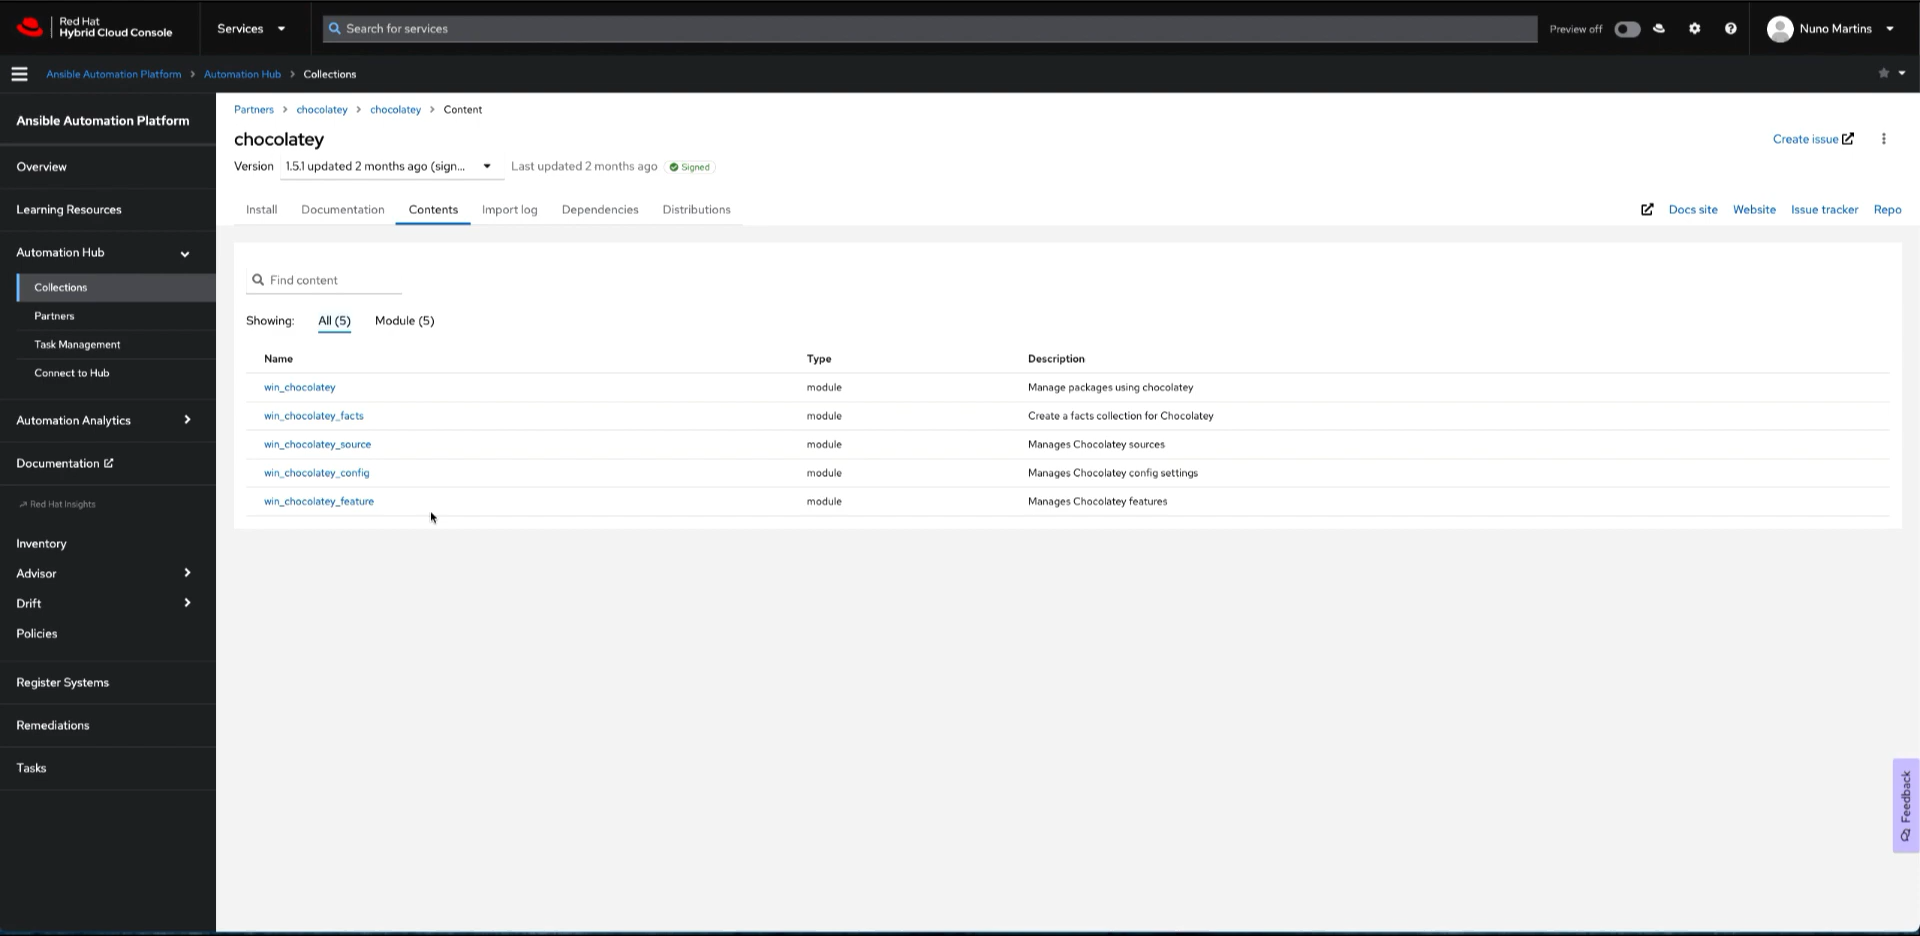 Red Hat
Hybrid Cloud Console
Services
Search for services
Preview off
Nuno Martins
Ansible Automation Platform > Automation Hub > Collections
Ansible Automation Platform
Overview
Learning Resources
Automation Hub
Collections
Partners
Task Management
Connect to Hub
Automation Analytics
Documentation
Red Hat Insights
Inventory
Advisor
Drift
Policies
Register Systems
Remediations
Tasks
Partners > chocolatey > chocolatey > Content
chocolatey
Create issue
Version 1.5.1 updated 2 months ago (sign... Last updated 2 months ago Signed
Install Documentation Contents Import log Dependencies Distributions
Docs site Website Issue tracker Repo
Find content
Showing: All (5) Module (5)
Name Type Description
win_chocolatey module Manage packages using chocolatey
win_chocolatey_facts module Create a facts collection for Chocolatey
win_chocolatey_source module Manages Chocolatey sources
win_chocolatey_config module Manages Chocolatey config settings
win_chocolatey_feature module Manages Chocolatey features
Feedback